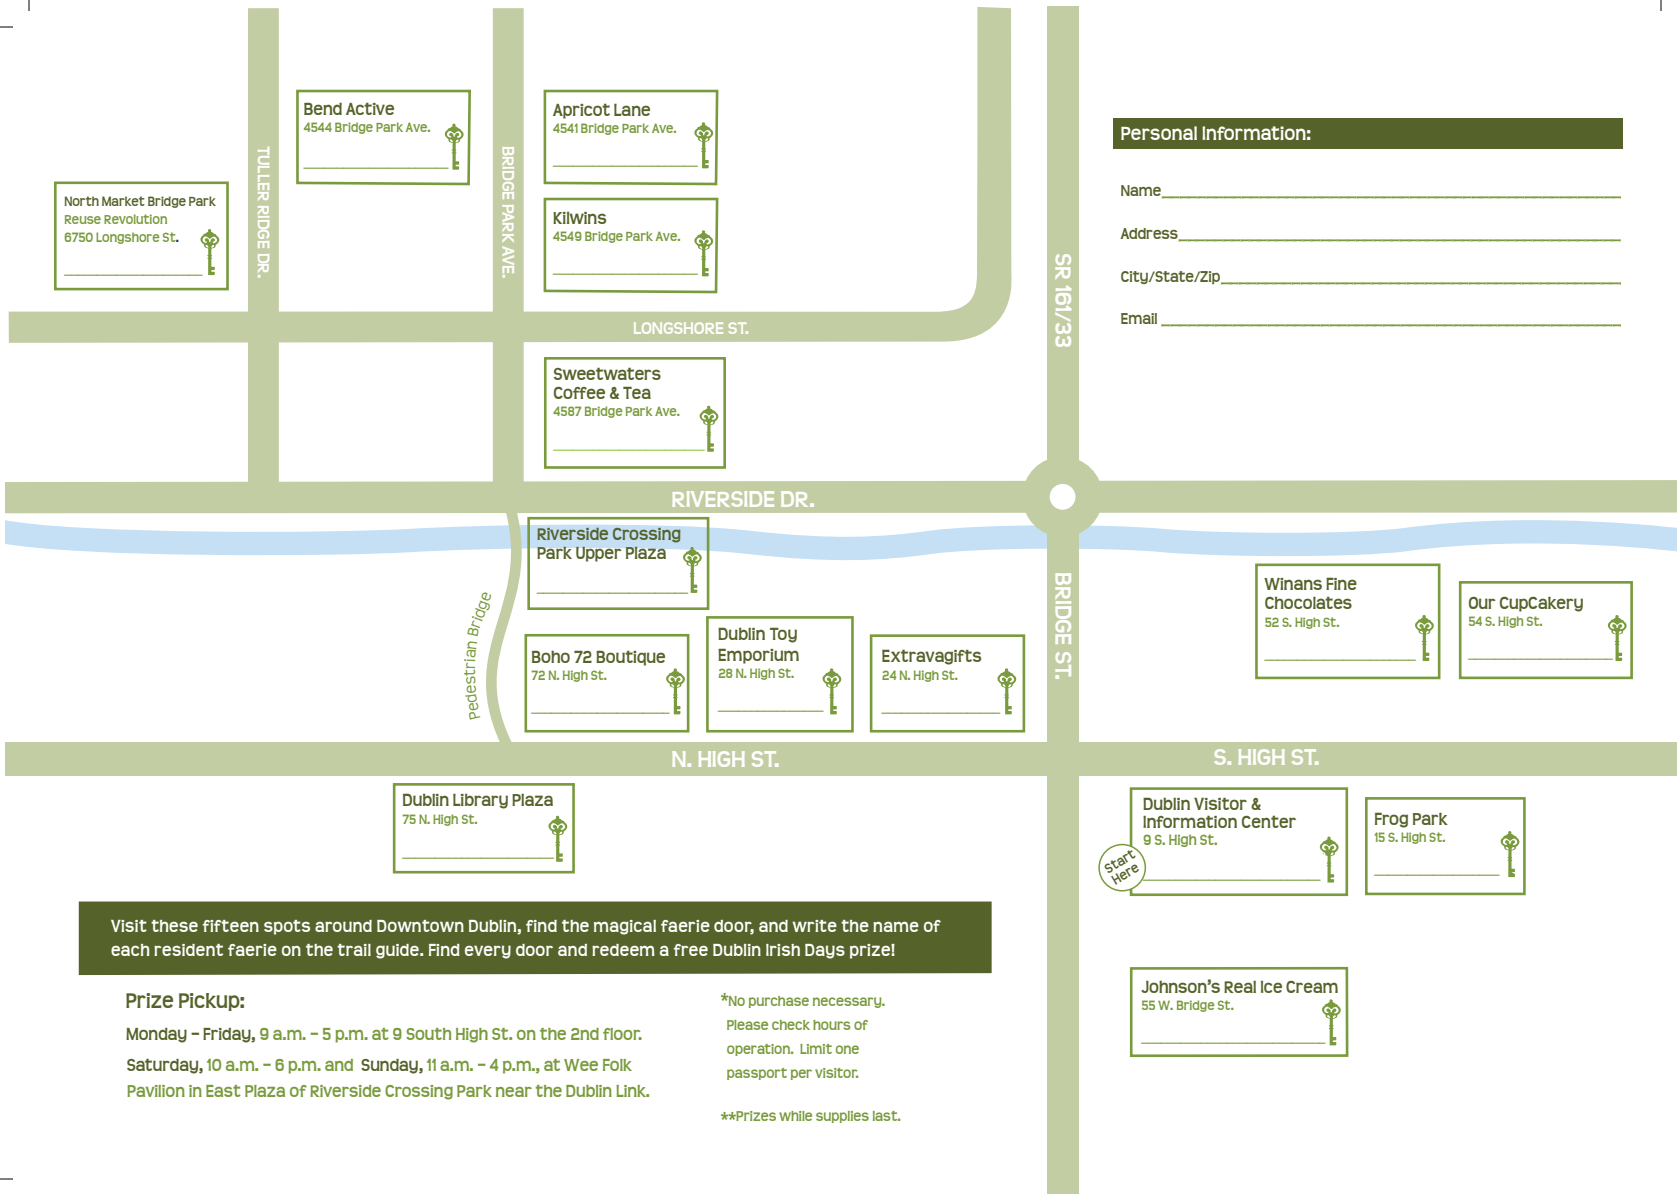 Bend Active
4544 Bridge Park Ave.
Apricot Lane
4541 Bridge Park Ave.
Personal Information:
TULLER RIDGE DR.
BRIDGE PARK AVE.
North Market Bridge Park
Reuse Revolution
6750 Longshore St.
Kilwins
4549 Bridge Park Ave.
Name
Address
City/State/Zip
Email
SR 161/33
LONGSHORE ST.
Sweetwaters
Coffee & Tea
4587 Bridge Park Ave.
RIVERSIDE DR.
Riverside Crossing
Park Upper Plaza
Pedestrian Bridge
BRIDGE ST.
Winans Fine
Chocolates
52 S. High St.
Our CupCakery
54 S. High St.
Boho 72 Boutique
72 N. High St.
Dublin Toy
Emporium
28 N. High St.
Extravagifts
24 N. High St.
N. HIGH ST.
S. HIGH ST.
Dublin Library Plaza
75 N. High St.
Dublin Visitor &
Information Center
9 S. High St.
Start
Here
Frog Park
15 S. High St.
Visit these fifteen spots around Downtown Dublin, find the magical faerie door, and write the name of
each resident faerie on the trail guide. Find every door and redeem a free Dublin Irish Days prize!
Johnson's Real Ice Cream
55 W. Bridge St.
Prize Pickup:
Monday – Friday, 9 a.m. – 5 p.m. at 9 South High St. on the 2nd floor.
Saturday, 10 a.m. – 6 p.m. and Sunday, 11 a.m. – 4 p.m., at Wee Folk
Pavilion in East Plaza of Riverside Crossing Park near the Dublin Link.
*No purchase necessary.
Please check hours of
operation. Limit one
passport per visitor.
**Prizes while supplies last.